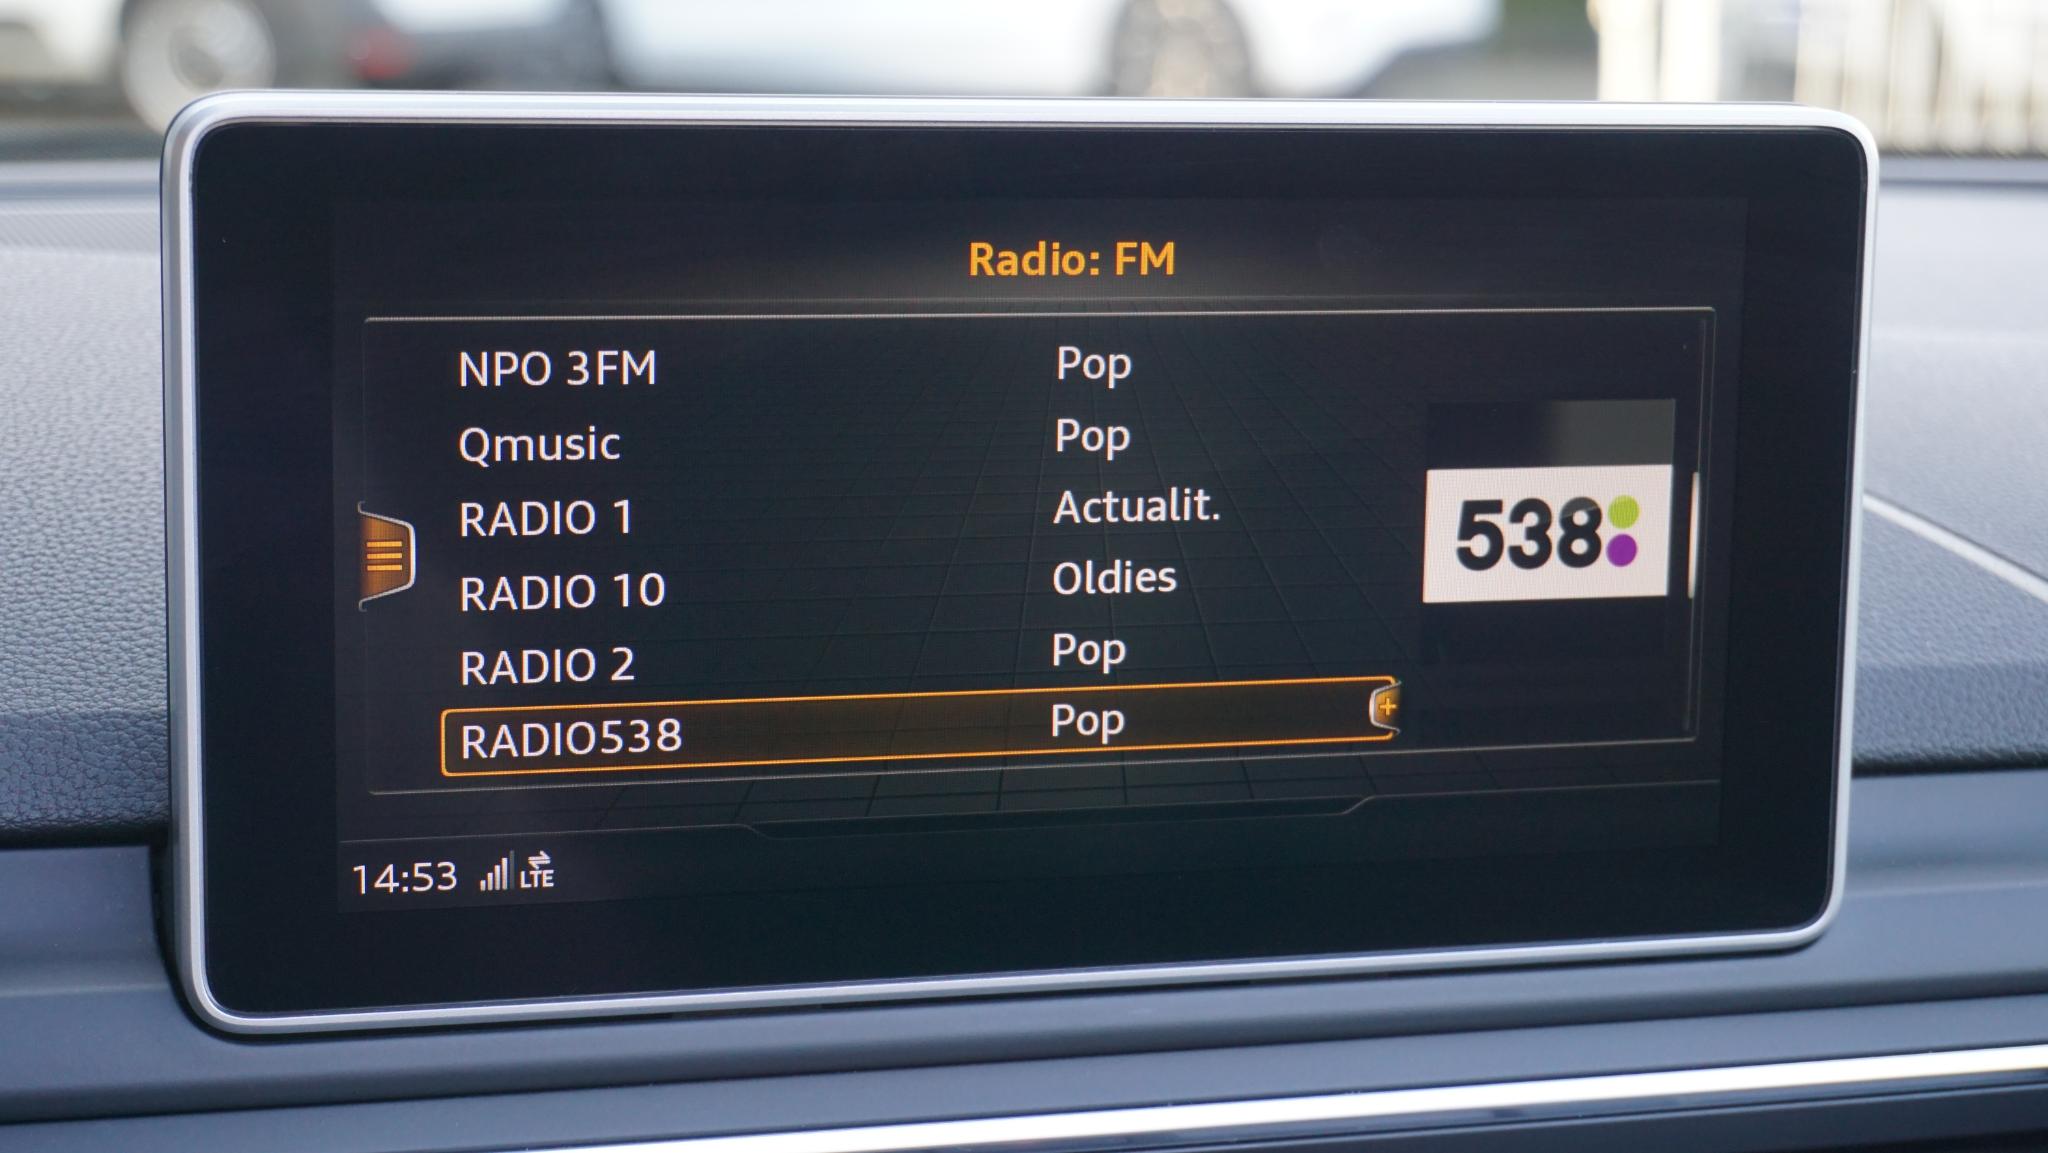 Radio: FM
NPO 3FM Pop
Qmusic Pop
RADIO 1 Actualit.
RADIO 10 Oldies
RADIO 2 Pop
RADIO538 Pop
538
14:53 LTE